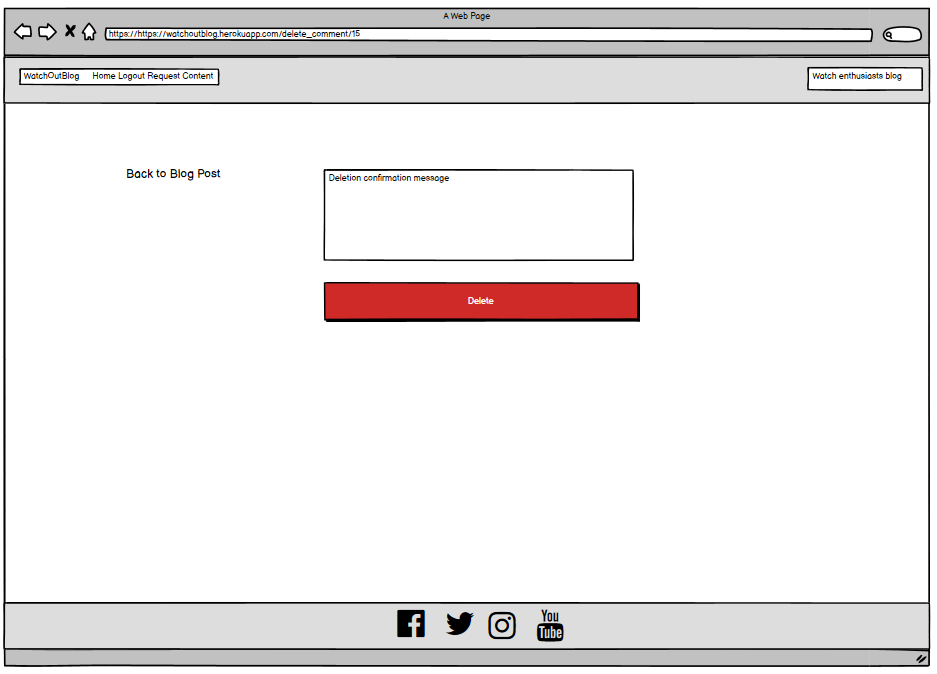 A Web Page
https://https://watchoutblog.herokuapp.com/delete_comment/15
WatchOutBlog Home Logout Request Content
Watch enthusiasts blog
Back to Blog Post
Deletion confirmation message
Delete
You
Tube